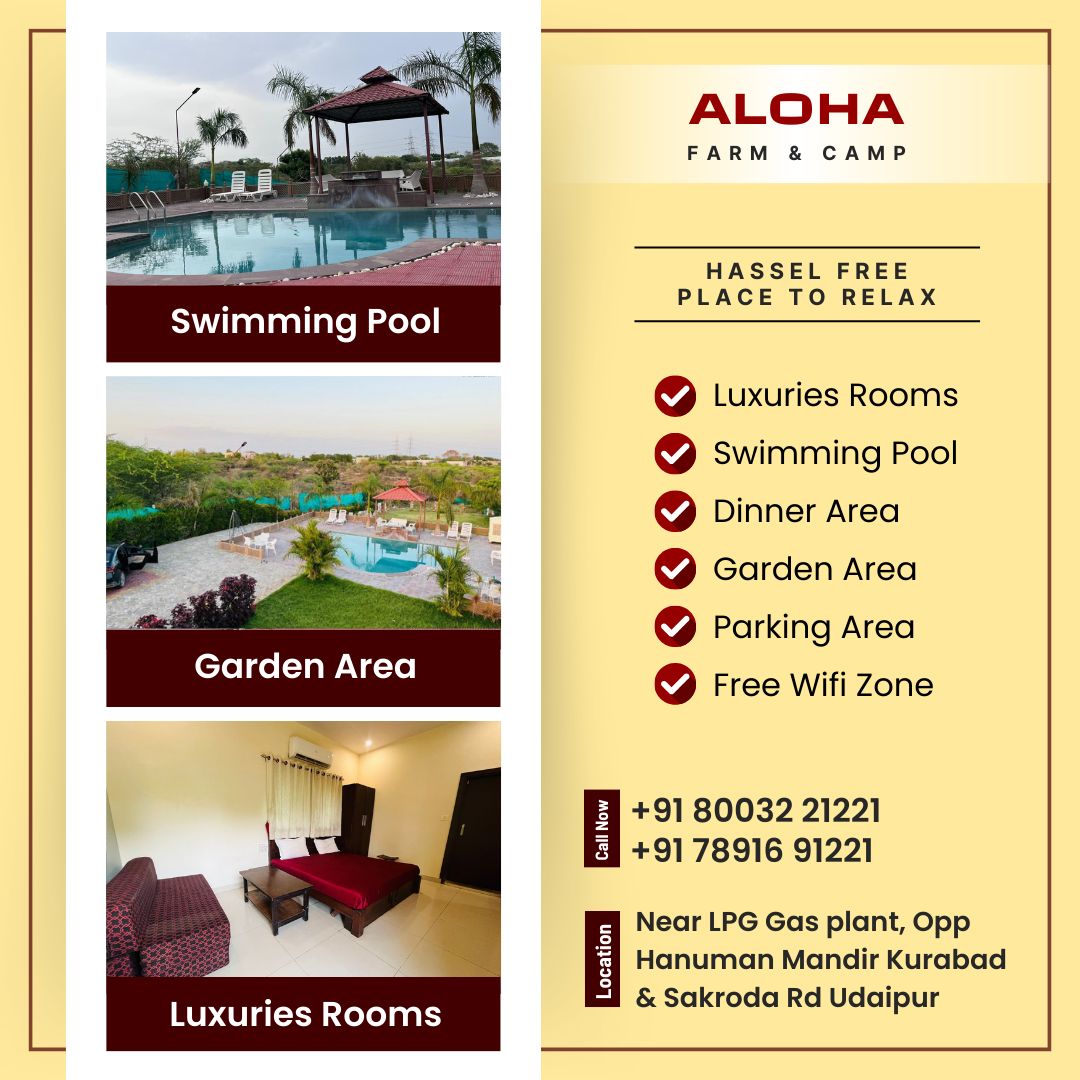 Swimming Pool
Garden Area
Luxuries Rooms
ALOHA
FARM & CAMP
HASSEL FREE
PLACE TO RELAX
Luxuries Rooms
Swimming Pool
Dinner Area
Garden Area
Parking Area
Free Wifi Zone
Call Now
+91 80032 21221
+91 78916 91221
Location
Near LPG Gas plant, Opp
Hanuman Mandir Kurabad
& Sakroda Rd Udaipur